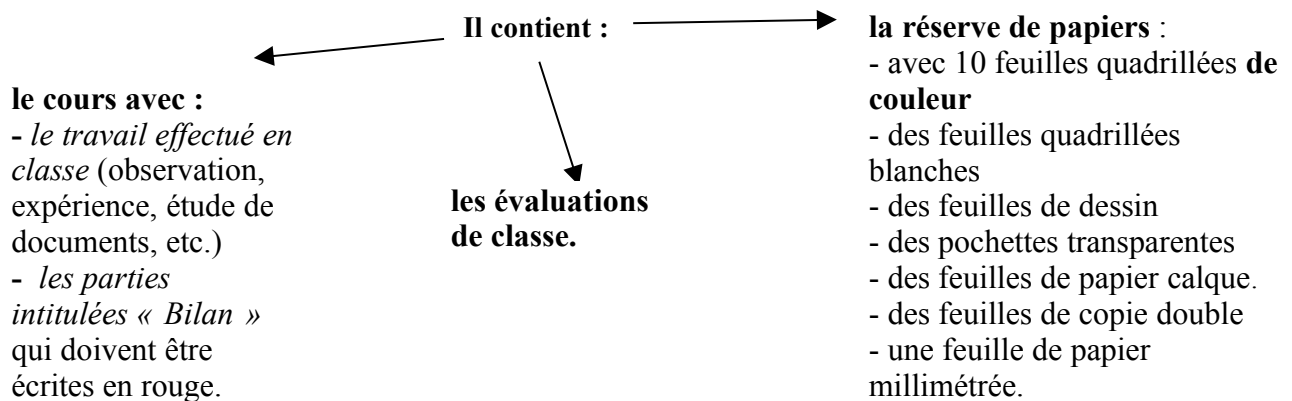 Il contient :
le cours avec :
- le travail effectué en
classe (observation,
expérience, étude de
documents, etc.)
- les parties
intitulées « Bilan »
qui doivent être
écrites en rouge.
les évaluations
de classe.
la réserve de papiers :
- avec 10 feuilles quadrillées de
couleur
- des feuilles quadrillées
blanches
- des feuilles de dessin
- des pochettes transparentes
- des feuilles de papier calque.
- des feuilles de copie double
- une feuille de papier
millimétrée.